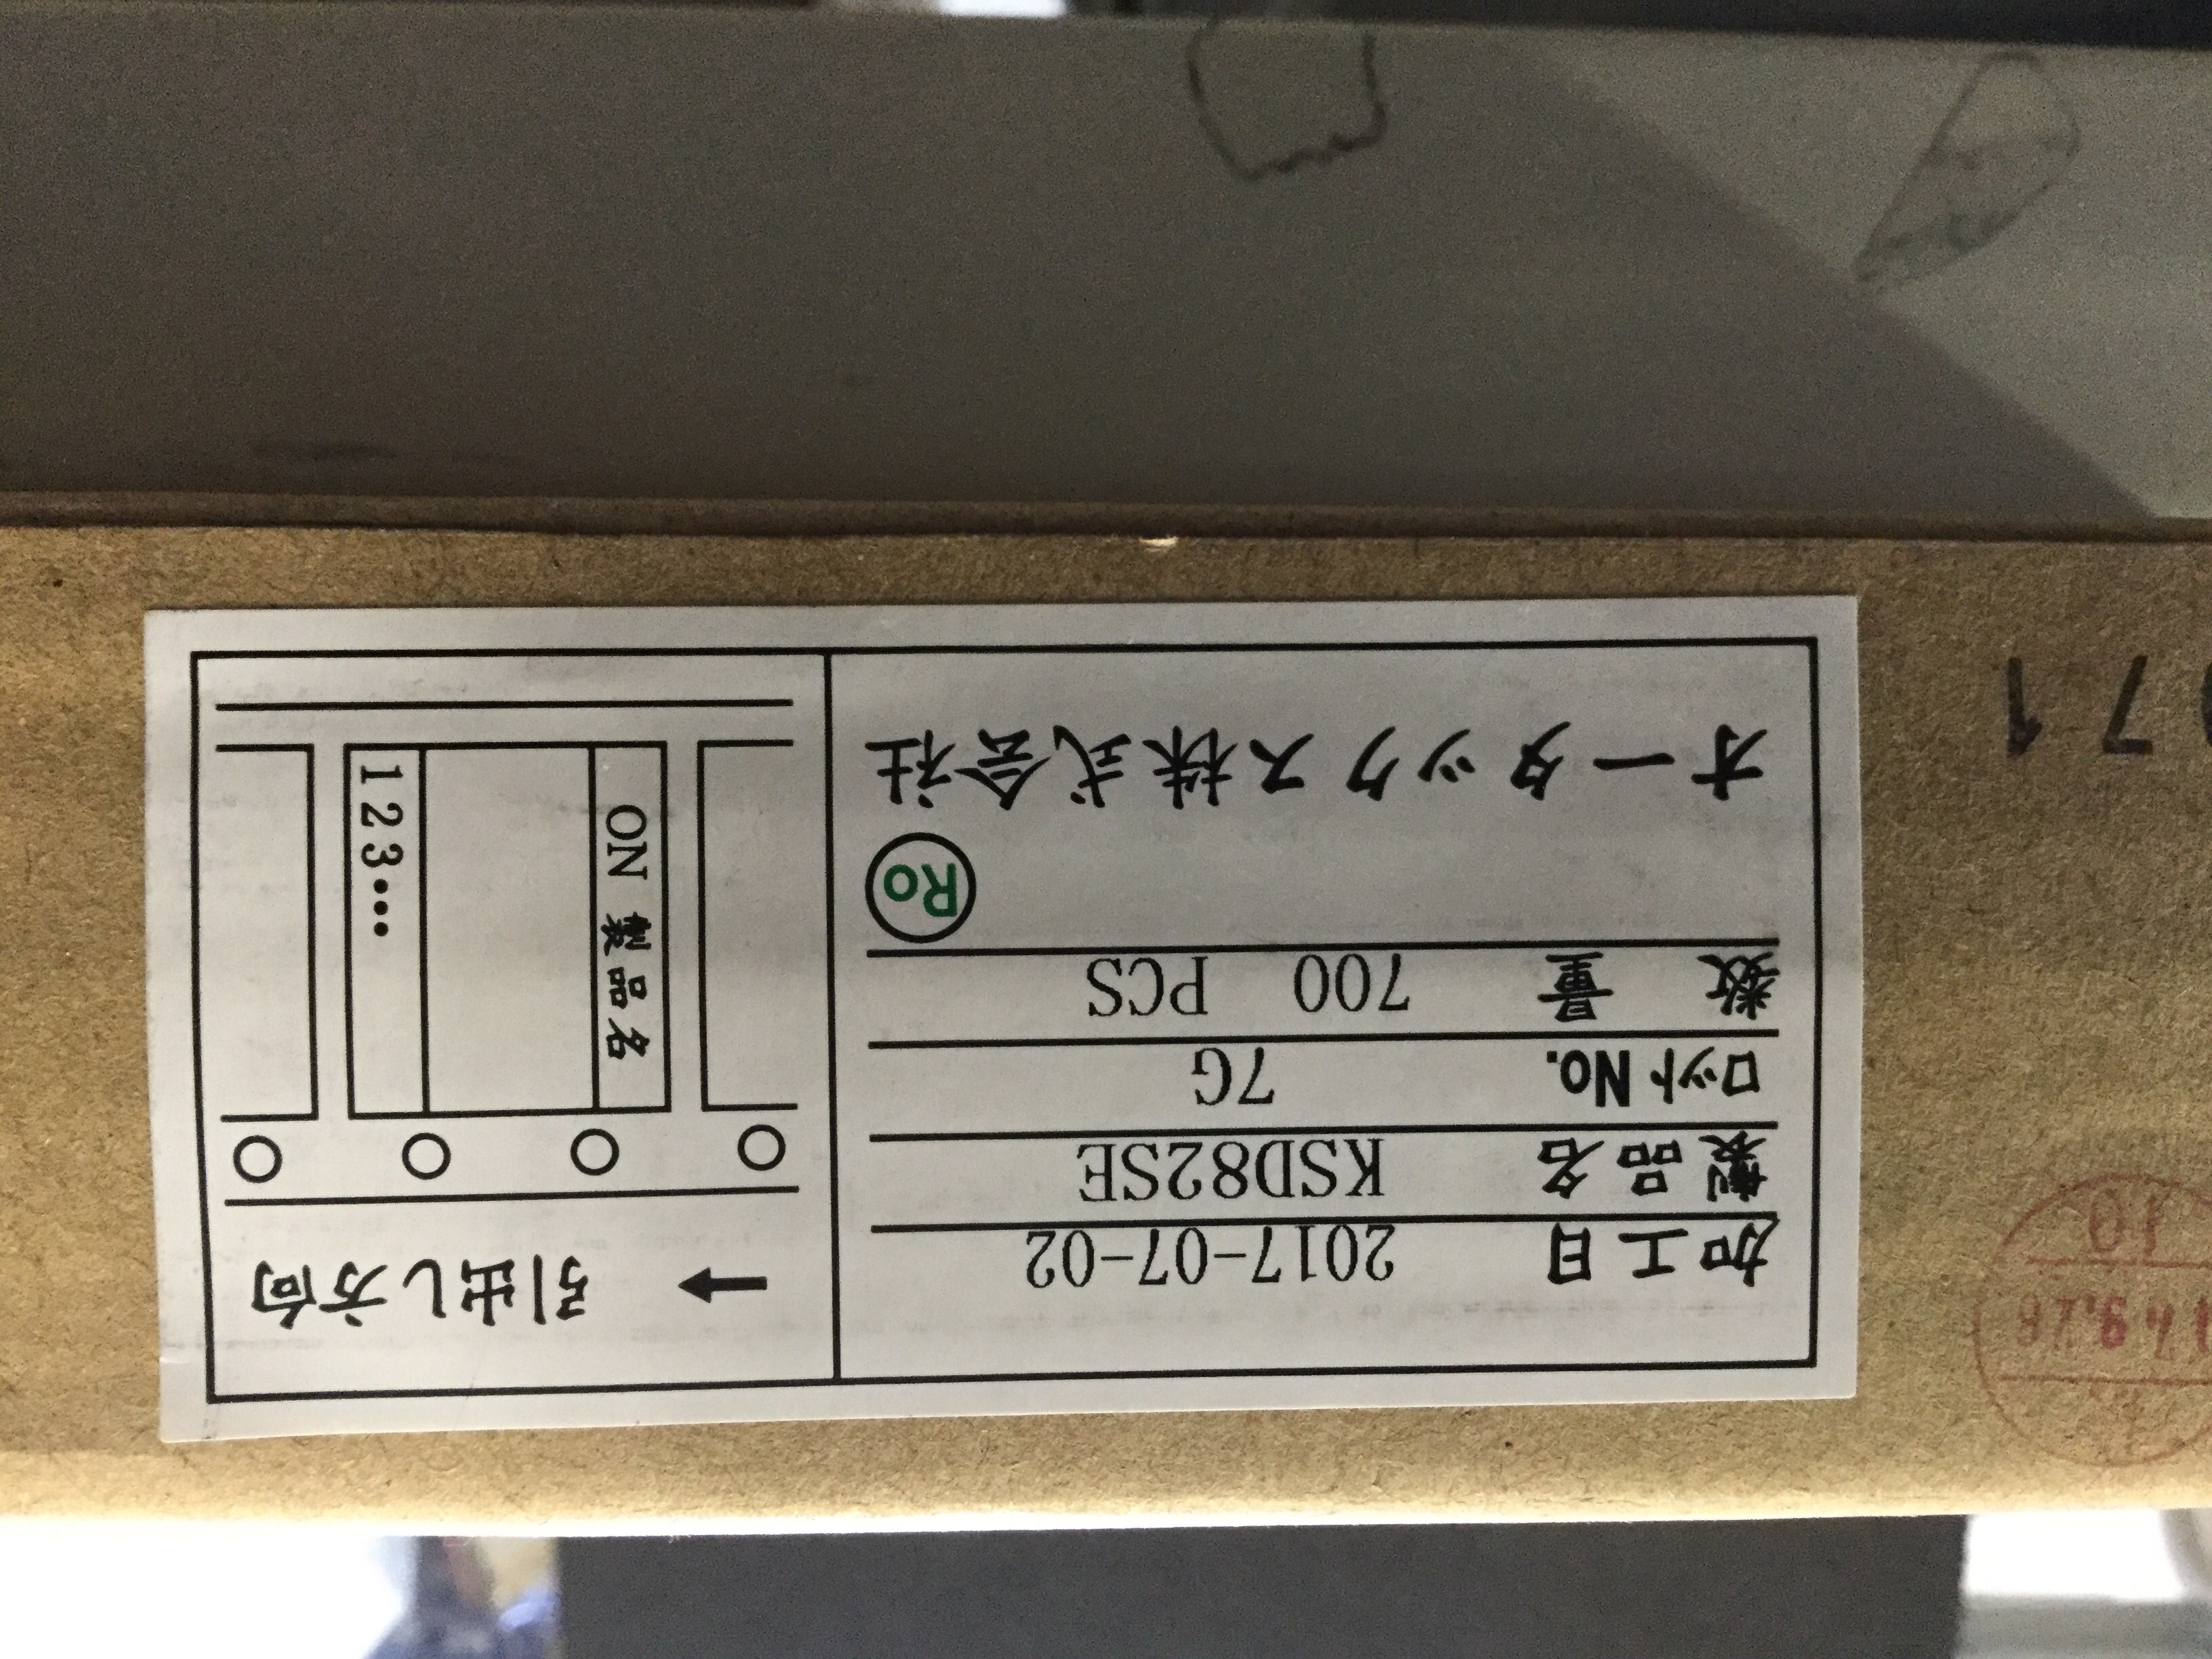 加工日 2017-07-02
製品名 KSD82SE
ロットNo. 7G
数 量 700 PCS
Ro
オータックス株式会社
引出し方向
ON 製品名
123•••
71
10